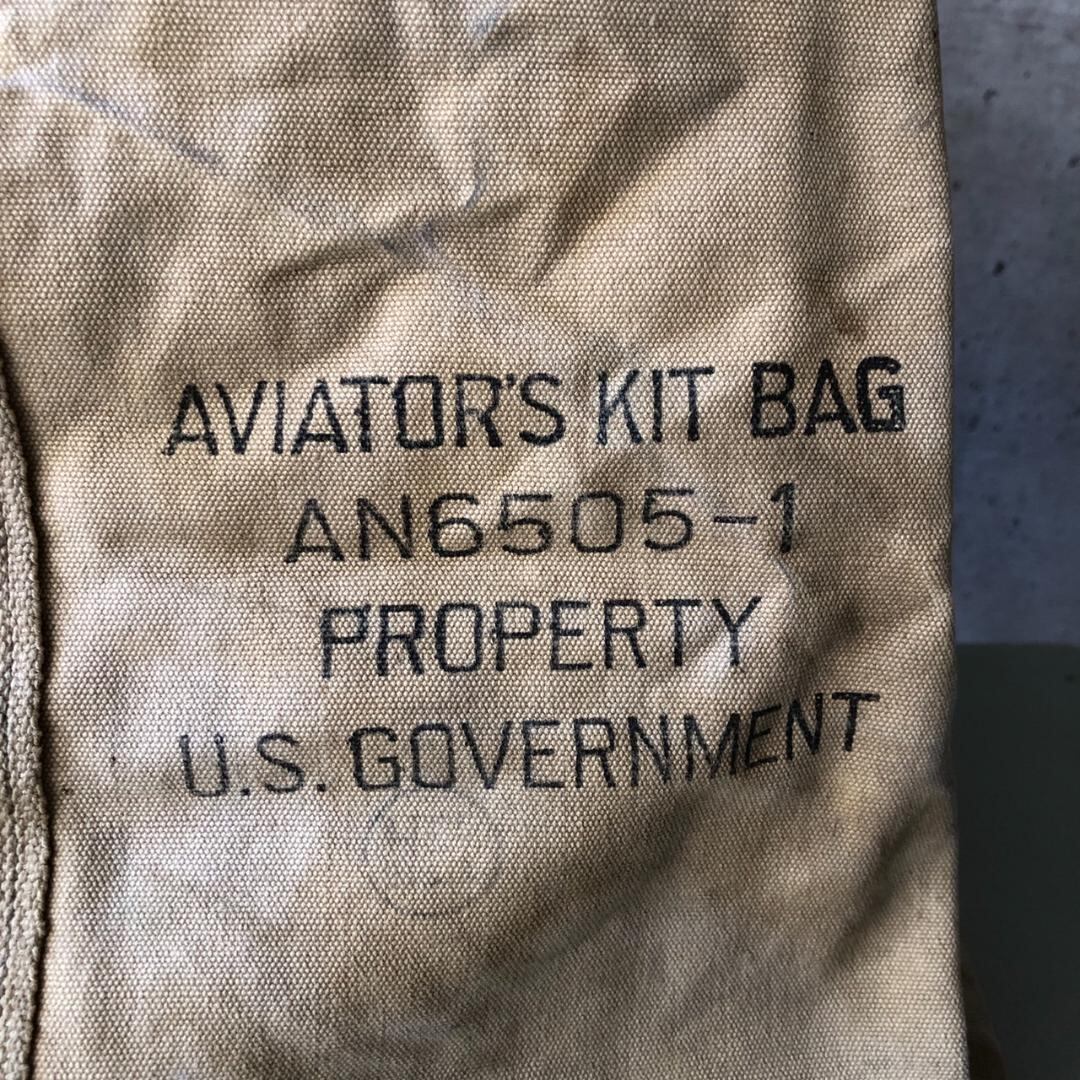 AVIATOR'S KIT BAG
AN6505-1
PROPERTY
U.S. GOVERNMENT